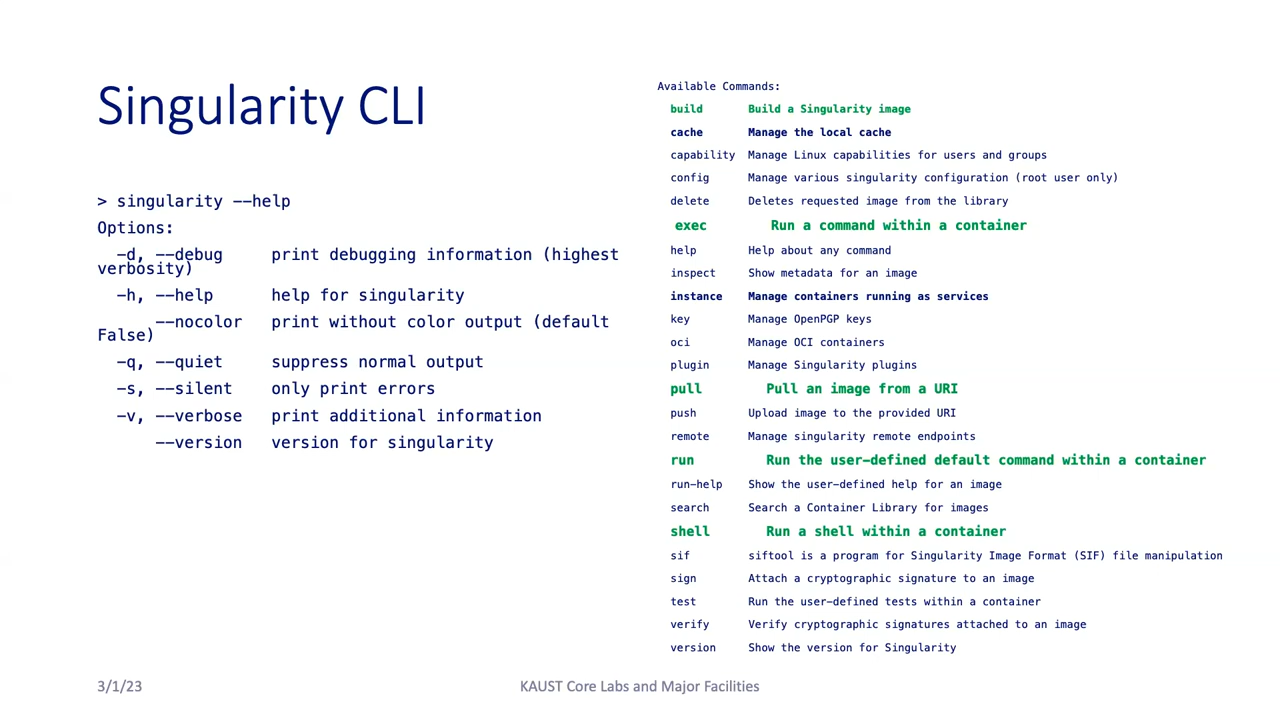 Singularity CLI
> singularity --help
Options:
-d, --debug print debugging information (highest
verbosity)
-h, --help help for singularity
--nocolor print without color output (default
False)
-q, --quiet suppress normal output
-s, --silent only print errors
-v, --verbose print additional information
--version version for singularity
Available Commands:
build Build a Singularity image
cache Manage the local cache
capability Manage Linux capabilities for users and groups
config Manage various singularity configuration (root user only)
delete Deletes requested image from the library
exec Run a command within a container
help Help about any command
inspect Show metadata for an image
instance Manage containers running as services
key Manage OpenPGP keys
oci Manage OCI containers
plugin Manage Singularity plugins
pull Pull an image from a URI
push Upload image to the provided URI
remote Manage singularity remote endpoints
run Run the user-defined default command within a container
run-help Show the user-defined help for an image
search Search a Container Library for images
shell Run a shell within a container
sif siftool is a program for Singularity Image Format (SIF) file manipulation
sign Attach a cryptographic signature to an image
test Run the user-defined tests within a container
verify Verify cryptographic signatures attached to an image
version Show the version for Singularity
3/1/23
KAUST Core Labs and Major Facilities